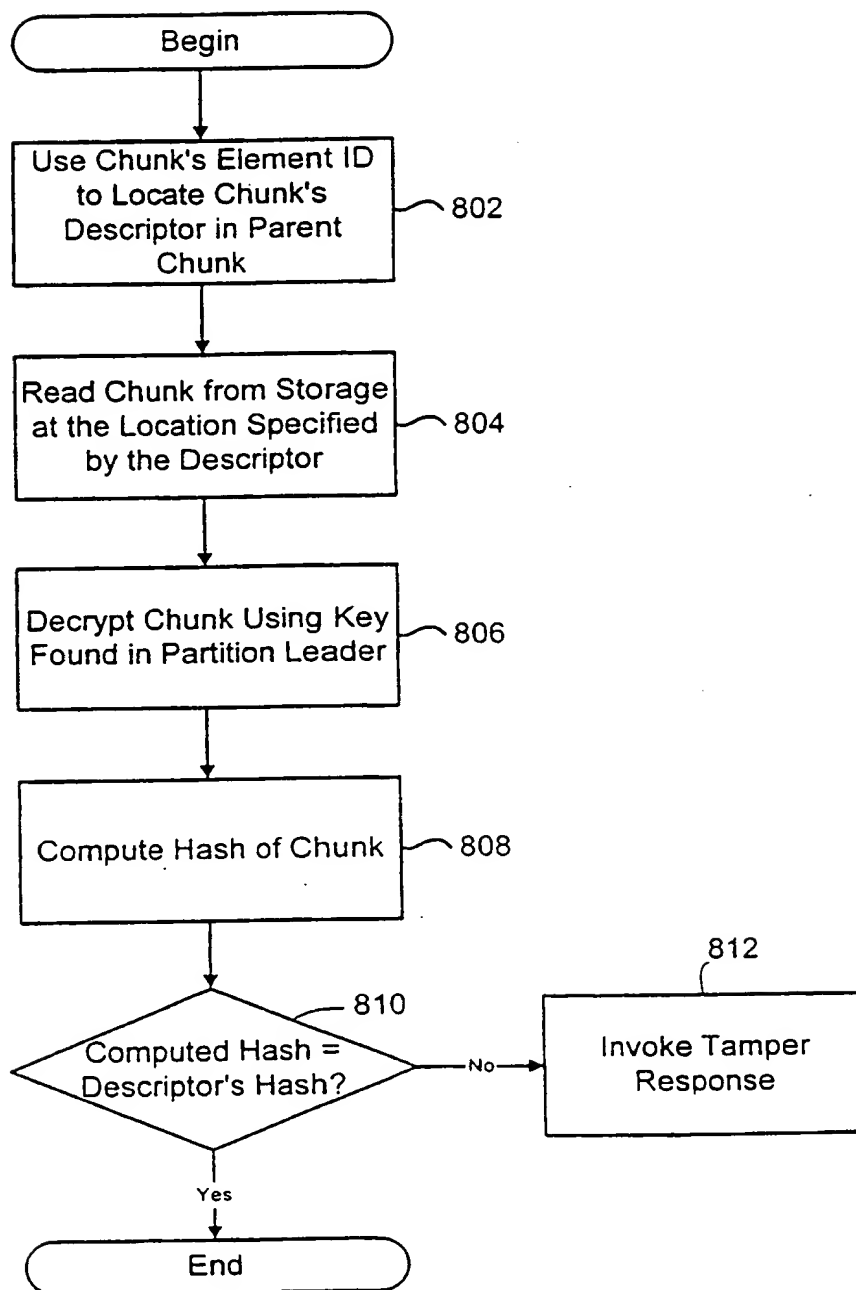 Begin
Use Chunk's Element ID
to Locate Chunk's
Descriptor in Parent
Chunk
802
Read Chunk from Storage
at the Location Specified
by the Descriptor
804
Decrypt Chunk Using Key
Found in Partition Leader
806
Compute Hash of Chunk
808
810
Computed Hash =
Descriptor's Hash?
No
812
Invoke Tamper
Response
Yes
End